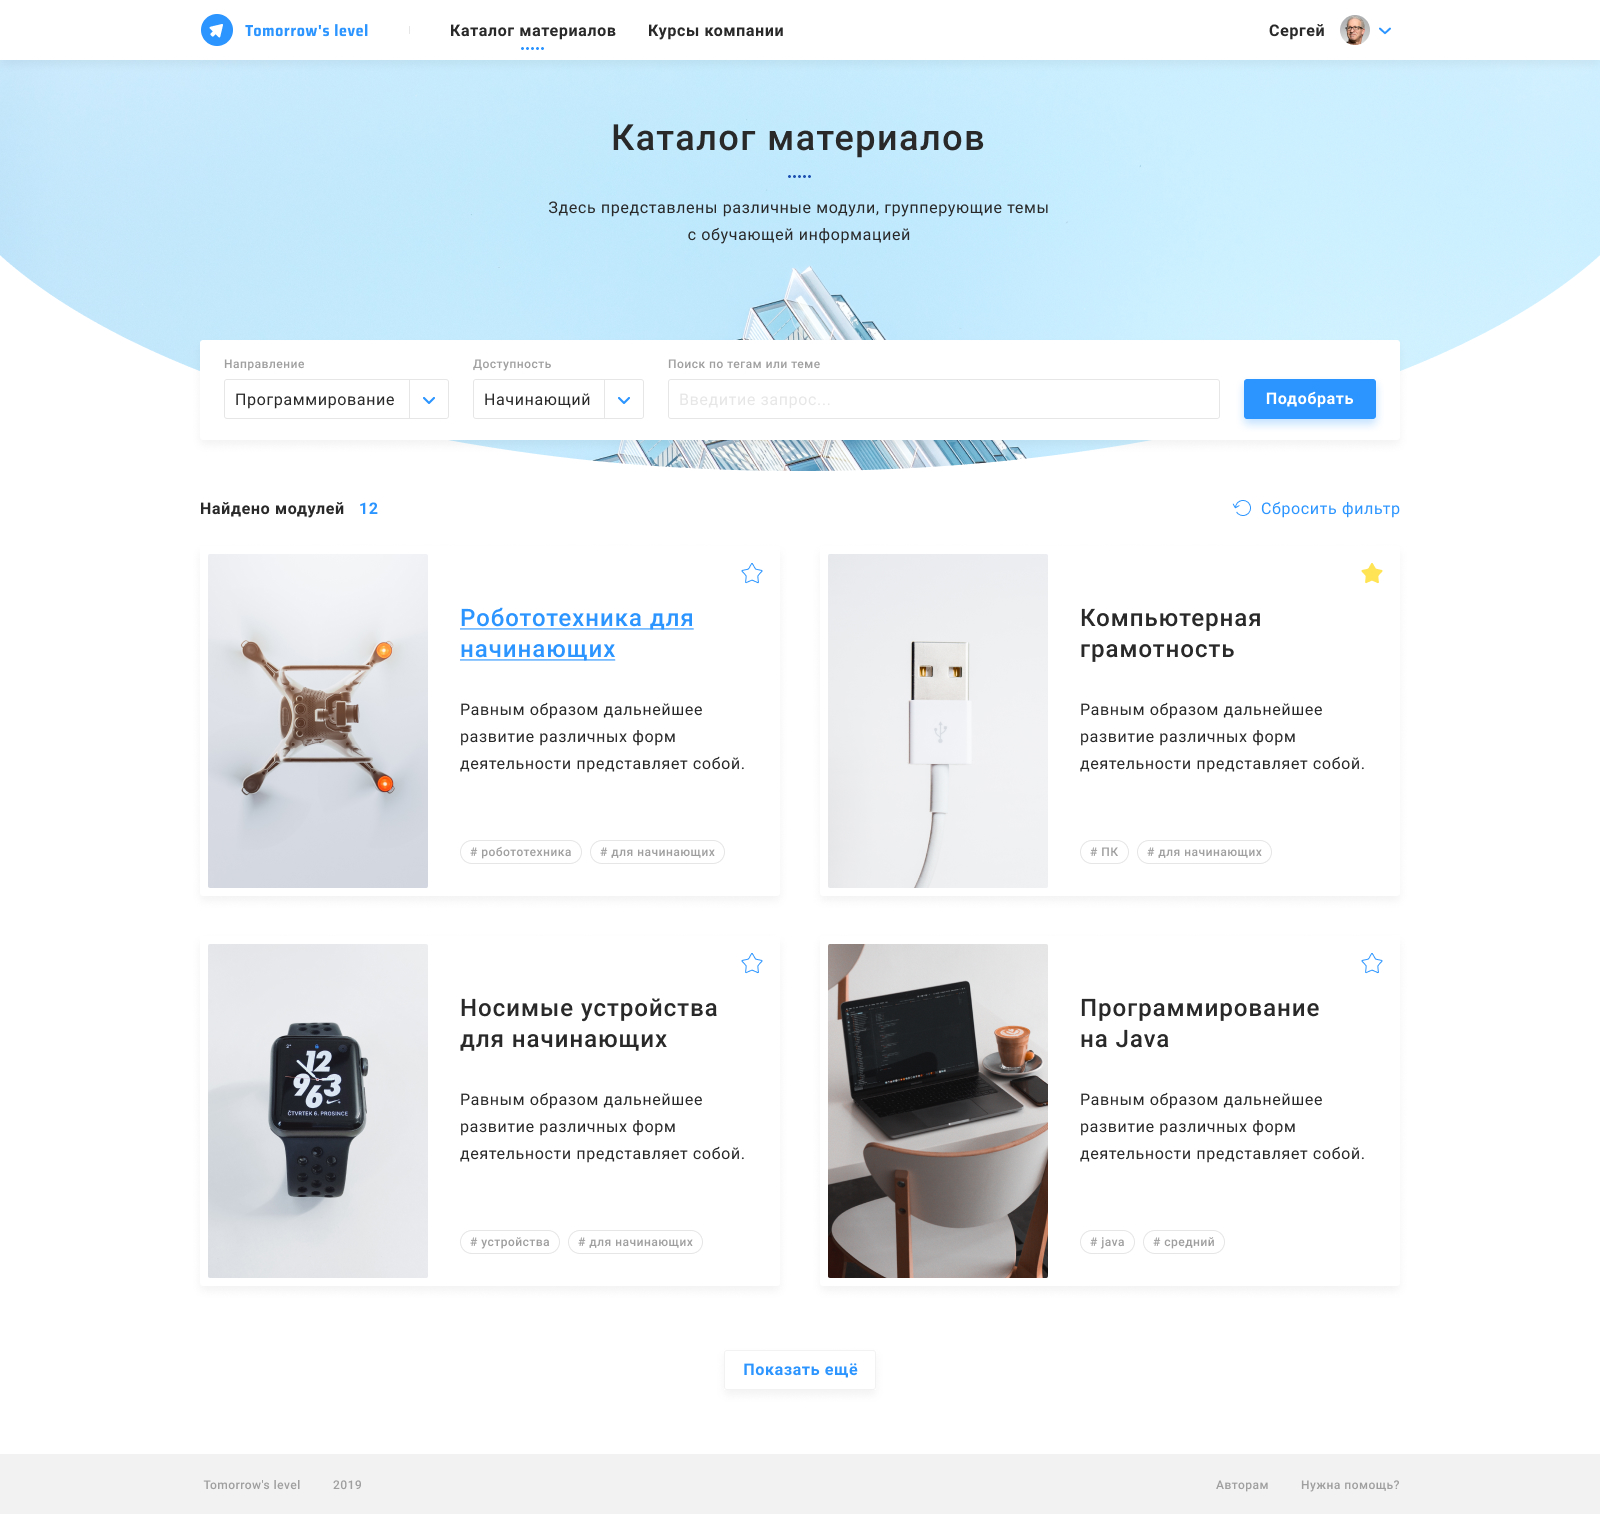 Tomorrow's level
Каталог материалов
Курсы компании
Сергей
Каталог материалов
Здесь представлены различные модули, групперующие темы
с обучающей информацией
Направление
Доступность
Поиск по тегам или теме
Программирование
Начинающий
Введитие запрос...
Подобрать
Найдено модулей 12
Сбросить фильтр
Робототехника для
начинающих
Равным образом дальнейшее
развитие различных форм
деятельности представляет собой.
# робототехника
# для начинающих
Компьютерная
грамотность
Равным образом дальнейшее
развитие различных форм
деятельности представляет собой.
# ПК
# для начинающих
12
9 3
6
ČTVRTEK 6. PROSINCE
Носимые устройства
для начинающих
Равным образом дальнейшее
развитие различных форм
деятельности представляет собой.
# устройства
# для начинающих
Программирование
на Java
Равным образом дальнейшее
развитие различных форм
деятельности представляет собой.
# java
# средний
Показать ещё
Tomorrow's level
2019
Авторам
Нужна помощь?